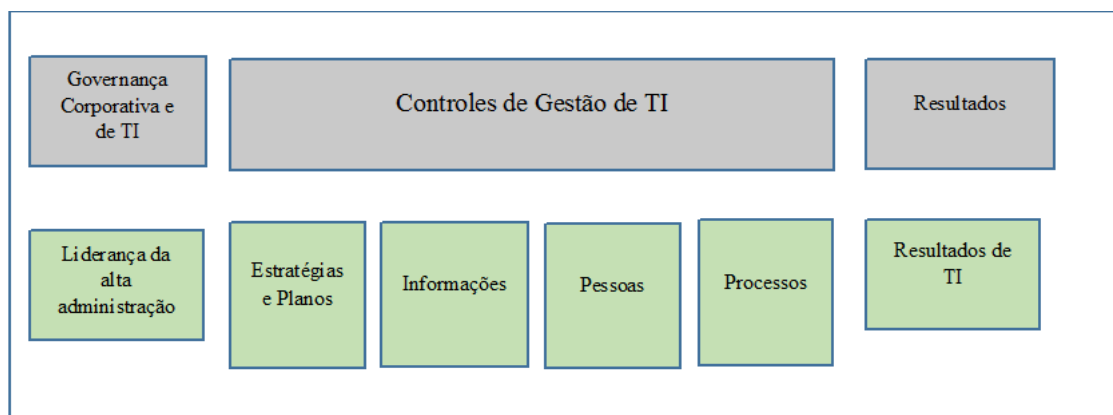 Governança
Corporativa e
de TI
Controles de Gestão de TI
Resultados
Liderança da
alta
administração
Estratégias
e Planos
Informações
Pessoas
Processos
Resultados de
TI